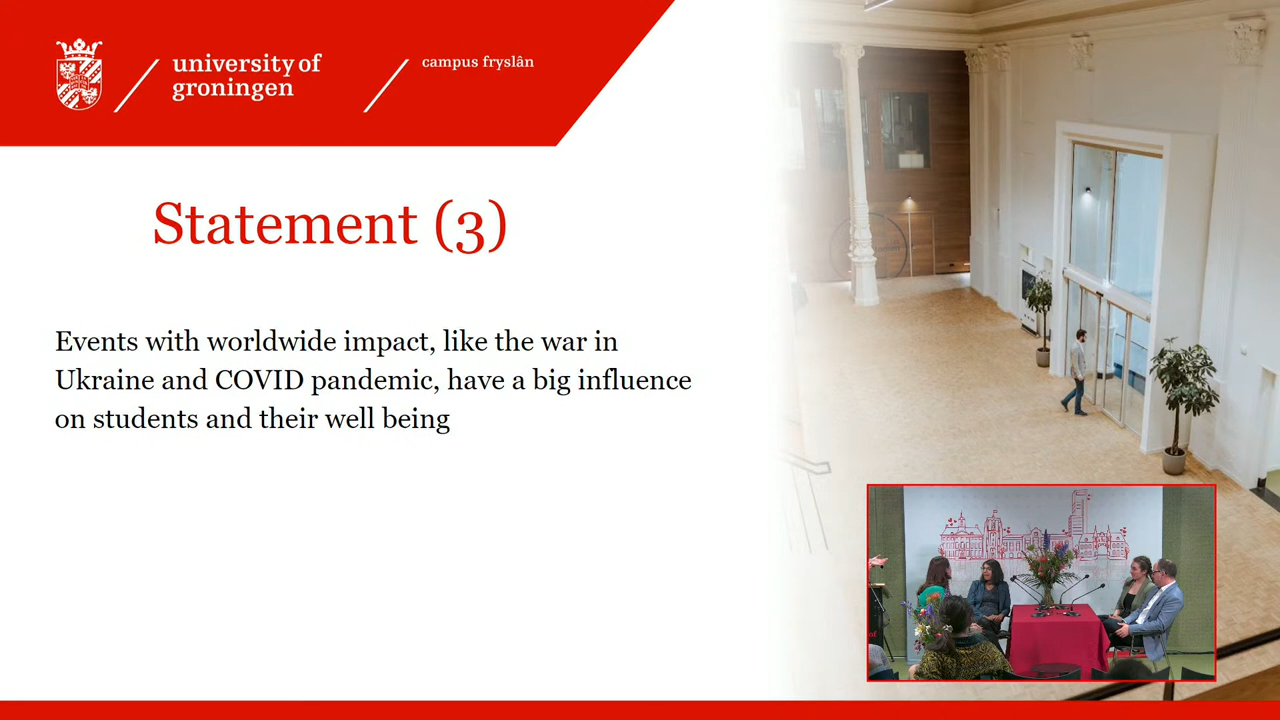 university of
groningen
campus fryslân
Statement (3)
Events with worldwide impact, like the war in
Ukraine and COVID pandemic, have a big influence
on students and their well being
of